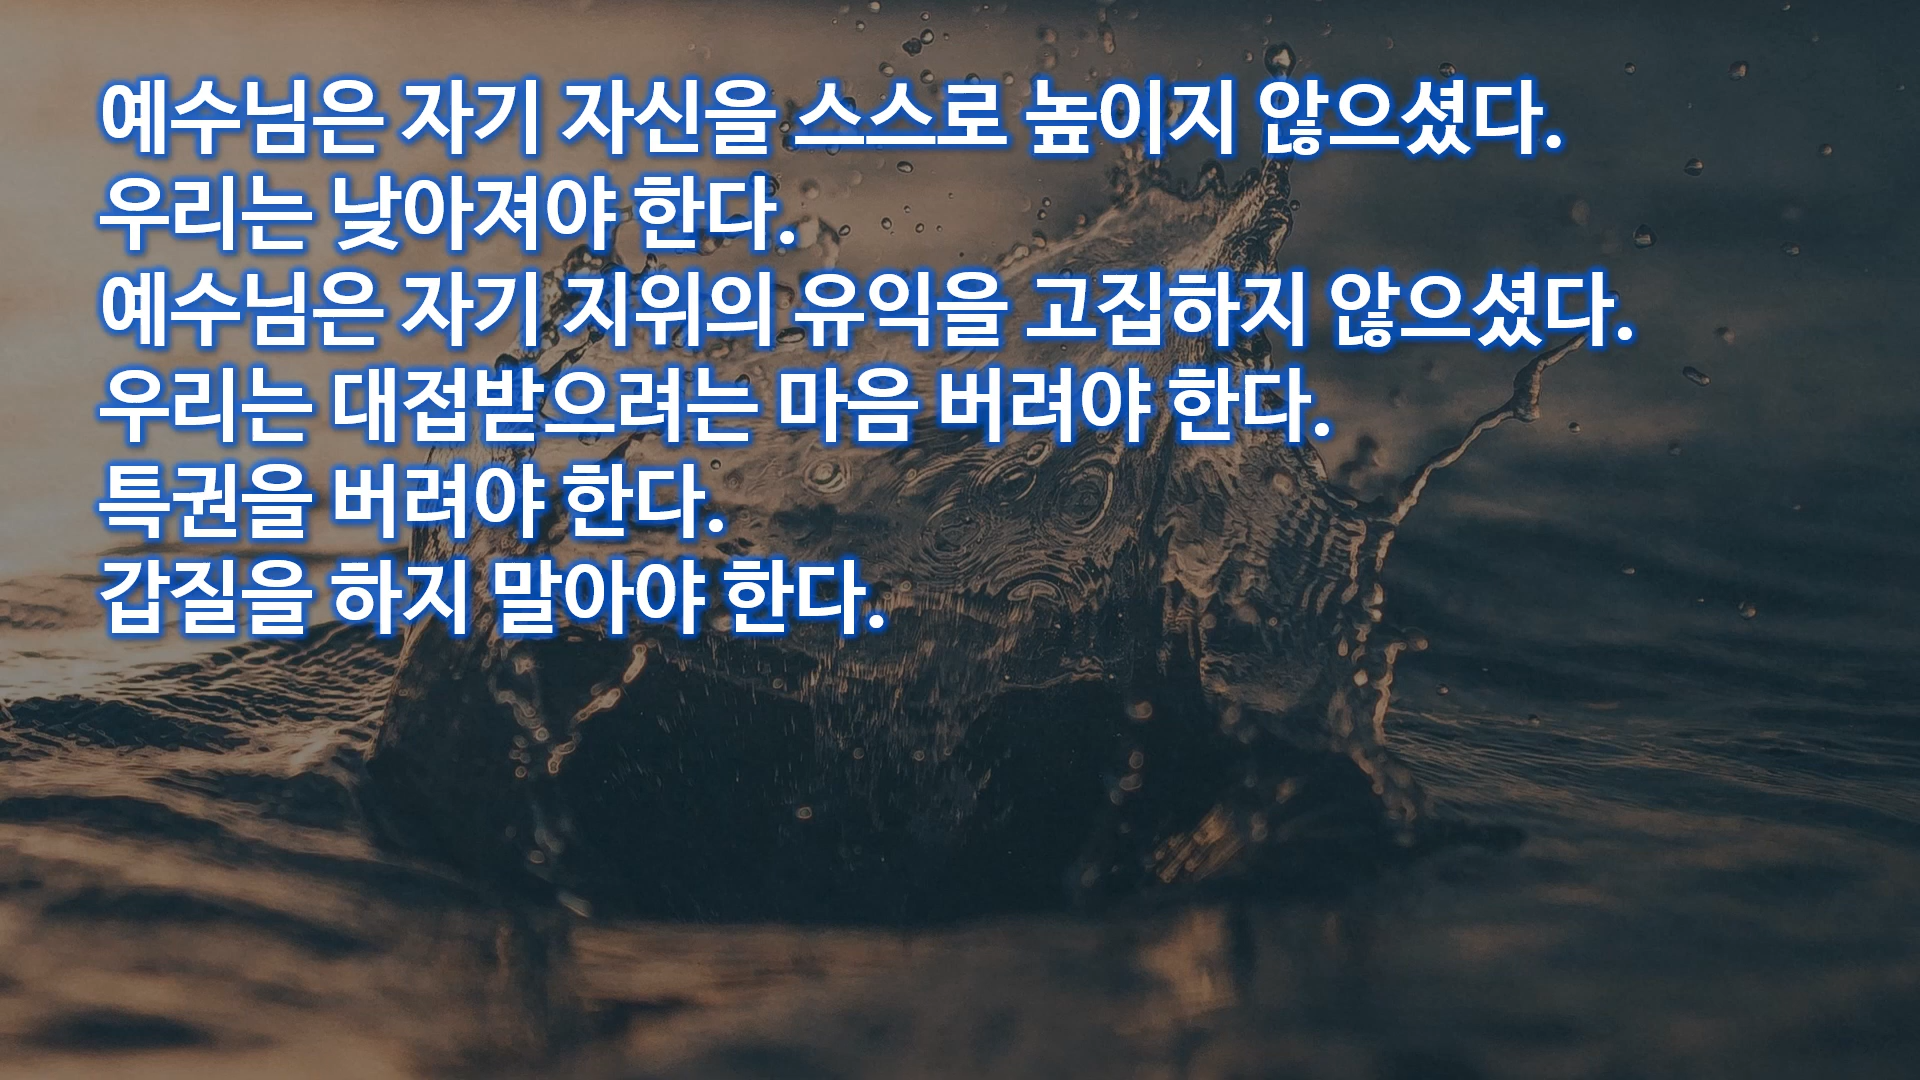 예수님은 자기 자신을 스스로 높이지 않으셨다.
우리는 낮아져야 한다.
예수님은 자기 지위의 유익을 고집하지 않으셨다.
우리는 대접받으려는 마음 버려야 한다.
특권을 버려야 한다.
갑질을 하지 말아야 한다.